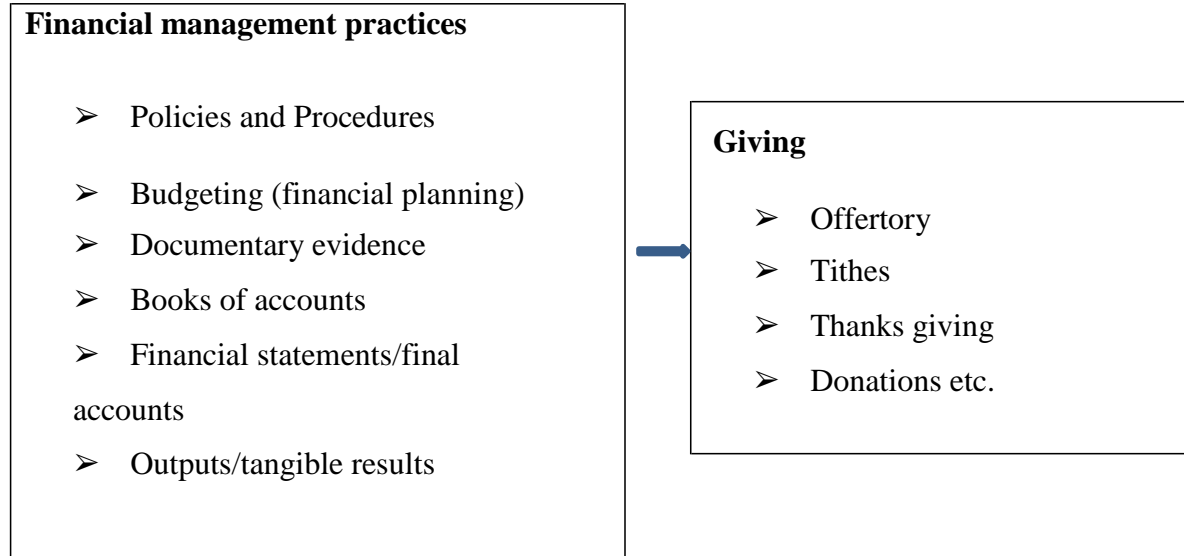 Financial management practices
➢ Policies and Procedures
➢ Budgeting (financial planning)
➢ Documentary evidence
➢ Books of accounts
➢ Financial statements/final
accounts
➢ Outputs/tangible results
Giving
➢ Offertory
➢ Tithes
➢ Thanks giving
➢ Donations etc.